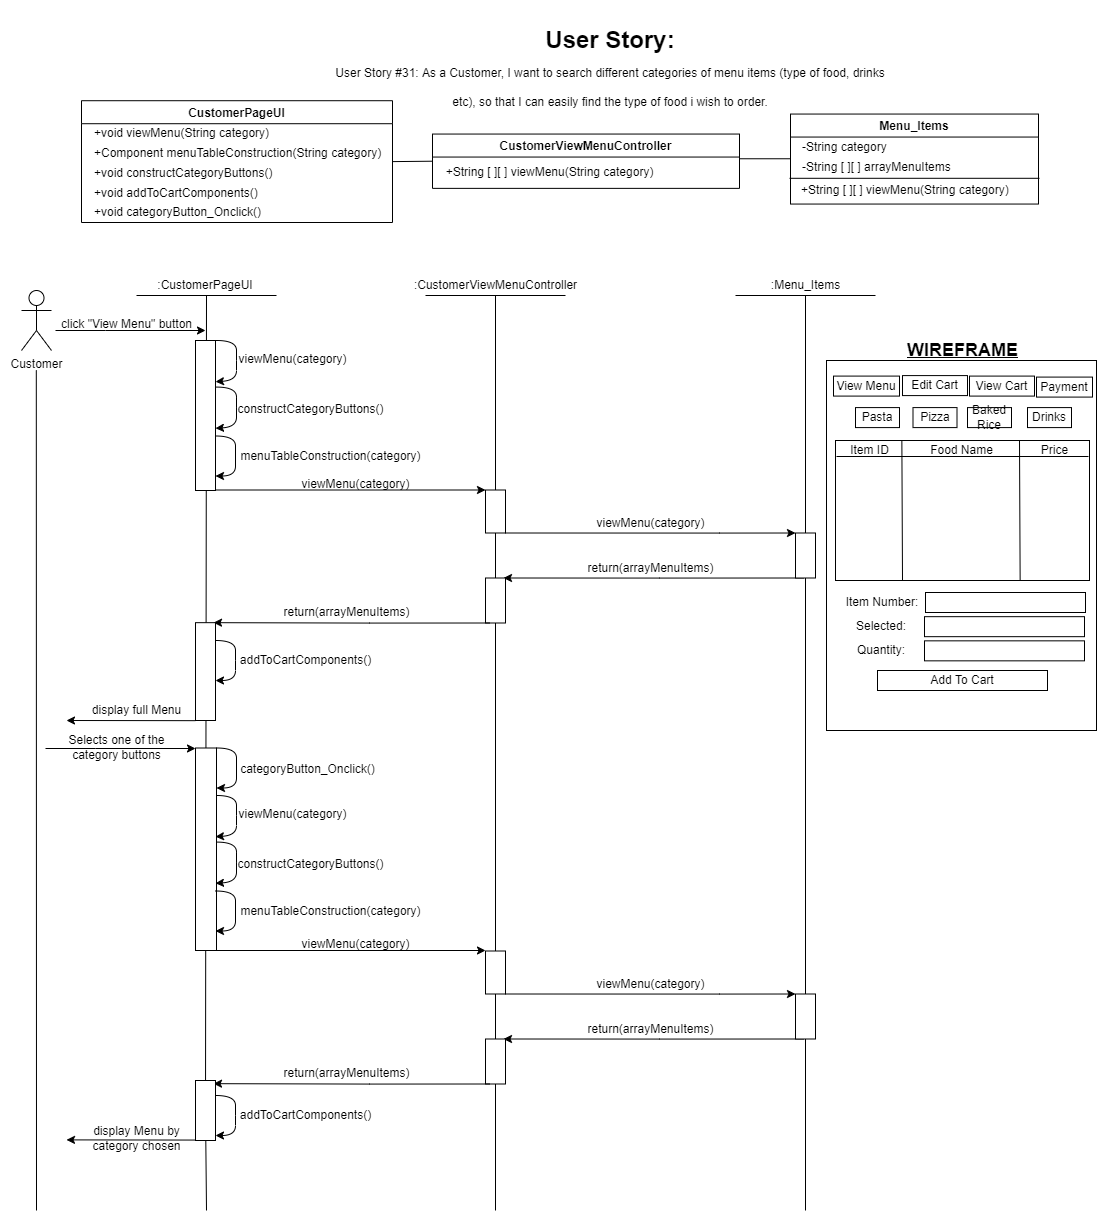 User Story:
User Story #31: As a Customer, I want to search different categories of menu items (type of food, drinks
etc), so that I can easily find the type of food i wish to order.
CustomerPageUI
+void viewMenu(String category)
+Component menuTableConstruction(String category)
+void constructCategoryButtons()
+void addToCartComponents()
+void categoryButton_Onclick()
CustomerViewMenuController
+String [ ][ ] viewMenu(String category)
Menu_Items
-String category
-String [ ][ ] arrayMenuItems
+String [ ][ ] viewMenu(String category)
:CustomerPageUI
:CustomerViewMenuController
:Menu_Items
Customer
click "View Menu" button
viewMenu(category)
constructCategoryButtons()
menuTableConstruction(category)
viewMenu(category)
viewMenu(category)
return(arrayMenuItems)
return(arrayMenuItems)
addToCartComponents()
display full Menu
Selects one of the
category buttons
categoryButton_Onclick()
viewMenu(category)
constructCategoryButtons()
menuTableConstruction(category)
viewMenu(category)
viewMenu(category)
return(arrayMenuItems)
return(arrayMenuItems)
addToCartComponents()
display Menu by
category chosen
WIREFRAME
View Menu
Edit Cart
View Cart
Payment
Pasta
Pizza
Baked
Rice
Drinks
Item ID
Food Name
Price
Item Number:
Selected:
Quantity:
Add To Cart